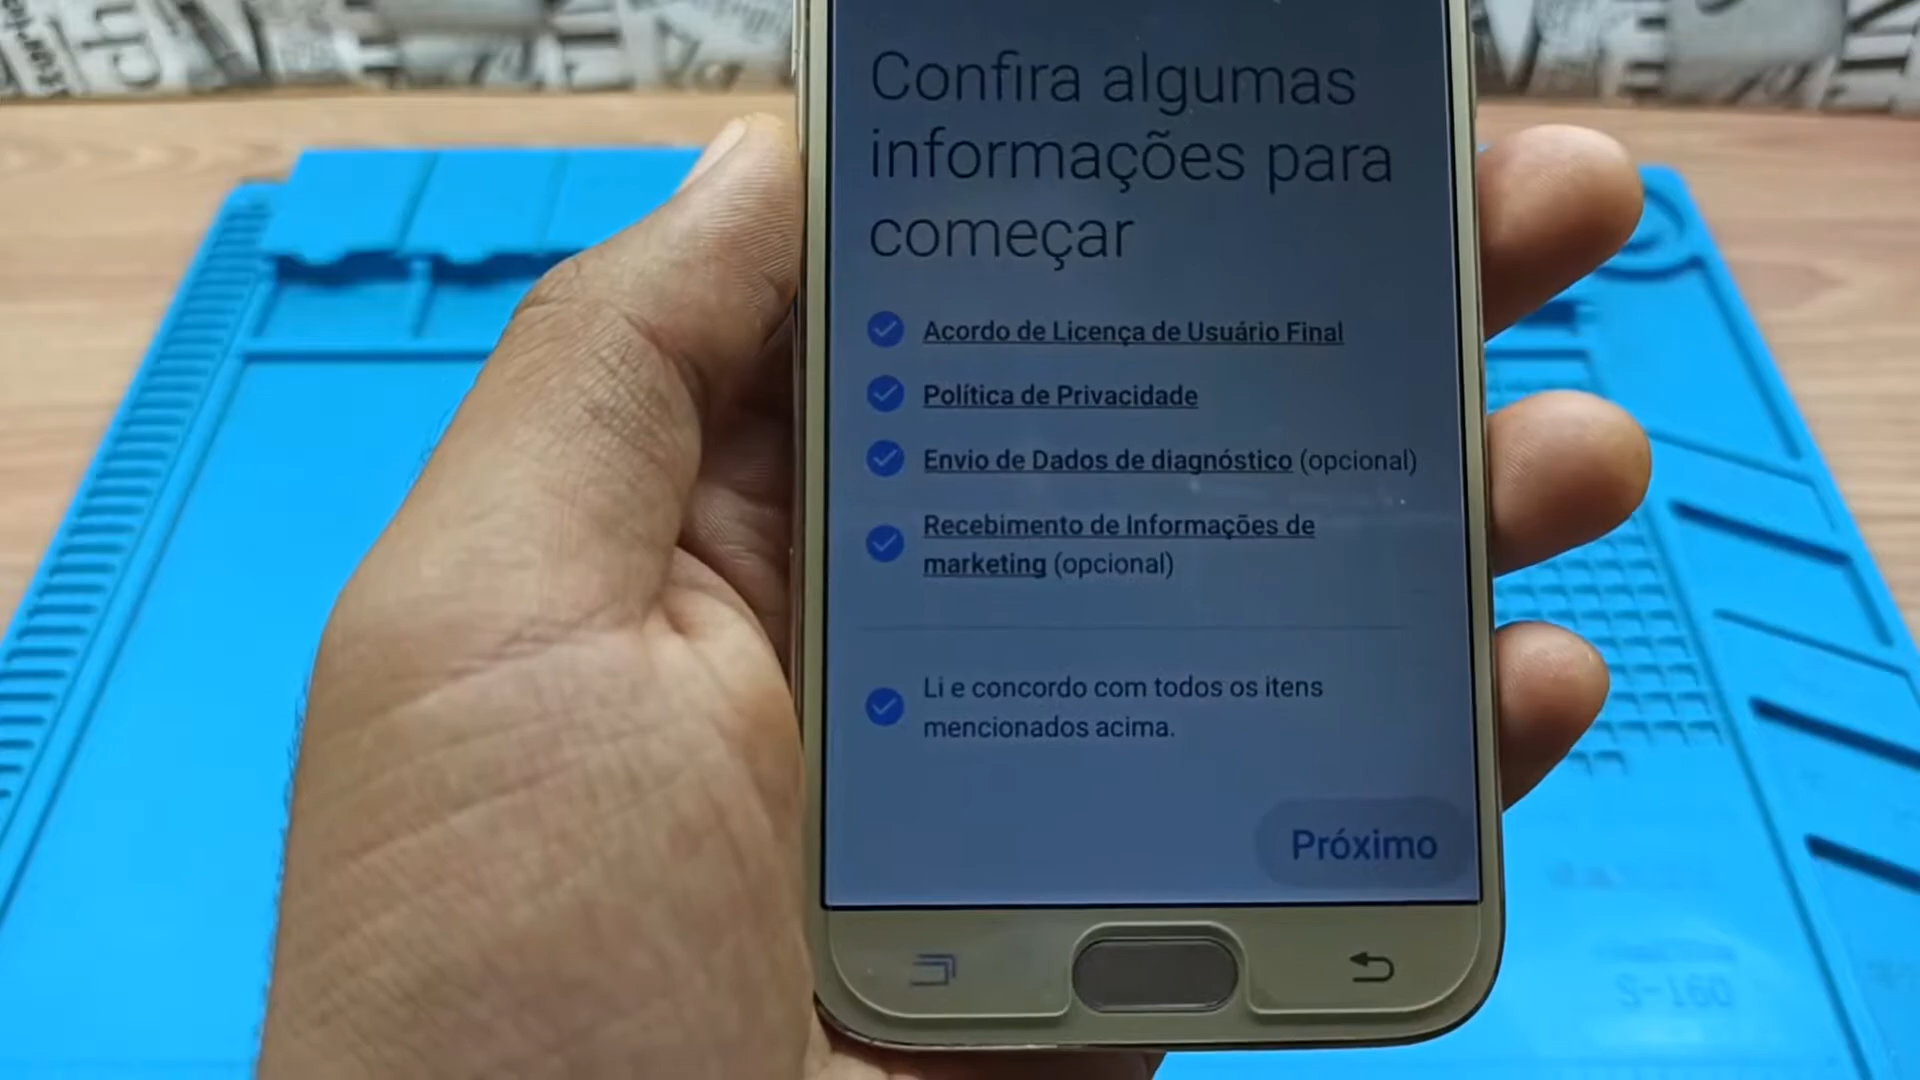 Confira algumas
informações para
começar
Acordo de Licença de Usuário Final
Política de Privacidade
Envio de Dados de diagnóstico (opcional)
Recebimento de Informações de
marketing (opcional)
Li e concordo com todos os itens
mencionados acima.
Próximo
S-160